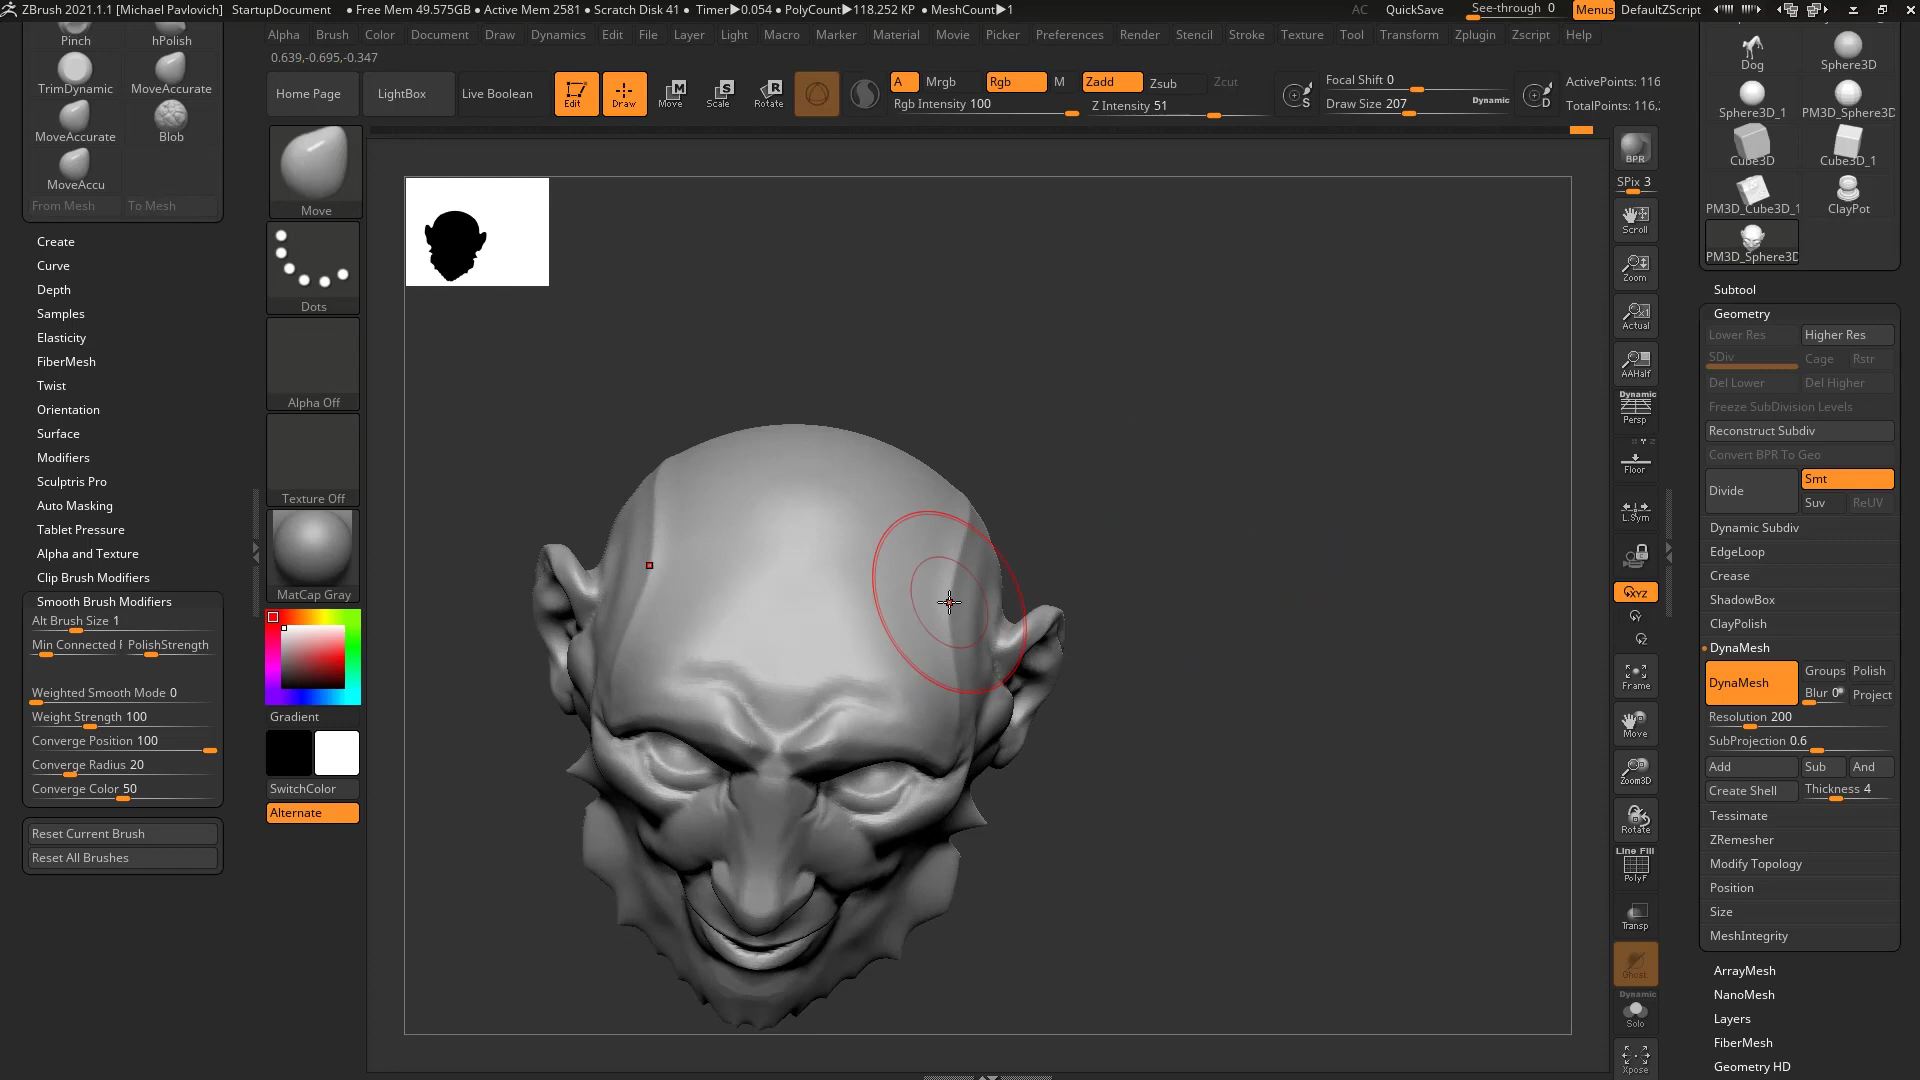 ZBrush 2021.1.1 [Michael Pavlovich] StartupDocument ● Free Mem 49.575GB ● Active Mem 2581 ● Scratch Disk 41 ● Timer▶0.054 ● PolyCount▶118.252 KP ● MeshCount▶1 AC QuickSave See-through 0 Menus DefaultZScript
Alpha Brush Color Document Draw Dynamics Edit File Layer Light Macro Marker Material Movie Picker Preferences Render Stencil Stroke Texture Tool Transform Zplugin Zscript Help
0.639,-0.695,-0.347
Home Page LightBox Live Boolean Edit Draw Move Scale Rotate
A Mrgb Rgb M Zadd Zsub Zcut
Rgb Intensity 100 Z Intensity 51
Focal Shift 0
Draw Size 207 Dynamic
S D
ActivePoints: 116
TotalPoints: 116,
Pinch hPolish
TrimDynamic MoveAccurate
MoveAccurate Blob
MoveAccu
From Mesh To Mesh
Create
Curve
Depth
Samples
Elasticity
FiberMesh
Twist
Orientation
Surface
Modifiers
Sculptris Pro
Auto Masking
Tablet Pressure
Alpha and Texture
Clip Brush Modifiers
Smooth Brush Modifiers
Alt Brush Size 1
Min Connected PolishStrength
Weighted Smooth Mode 0
Weight Strength 100
Converge Position 100
Converge Radius 20
Converge Color 50
Reset Current Brush
Reset All Brushes
Move
Dots
Alpha Off
Texture Off
MatCap Gray
Gradient
SwitchColor
Alternate
BPR
SPix 3
Scroll
Zoom
Actual
AAHalf
Dynamic
Persp
Floor
L.Sym
XYZ
Frame
Move
Zoom3D
Rotate
Line Fill
PolyF
Transp
Ghost
Dynamic
Solo
Xpose
Dog Sphere3D
Sphere3D_1 PM3D_Sphere3D
Cube3D Cube3D_1
PM3D_Cube3D_1 ClayPot
PM3D_Sphere3D
Subtool
Geometry
Lower Res Higher Res
SDiv Cage Rstr
Del Lower Del Higher
Freeze SubDivision Levels
Reconstruct Subdiv
Convert BPR To Geo
Divide Smt
Suv ReUV
Dynamic Subdiv
EdgeLoop
Crease
ShadowBox
ClayPolish
DynaMesh
DynaMesh Groups Polish
Blur 0 Project
Resolution 200
SubProjection 0.6
Add Sub And
Create Shell Thickness 4
Tessimate
ZRemesher
Modify Topology
Position
Size
MeshIntegrity
ArrayMesh
NanoMesh
Layers
FiberMesh
Geometry HD